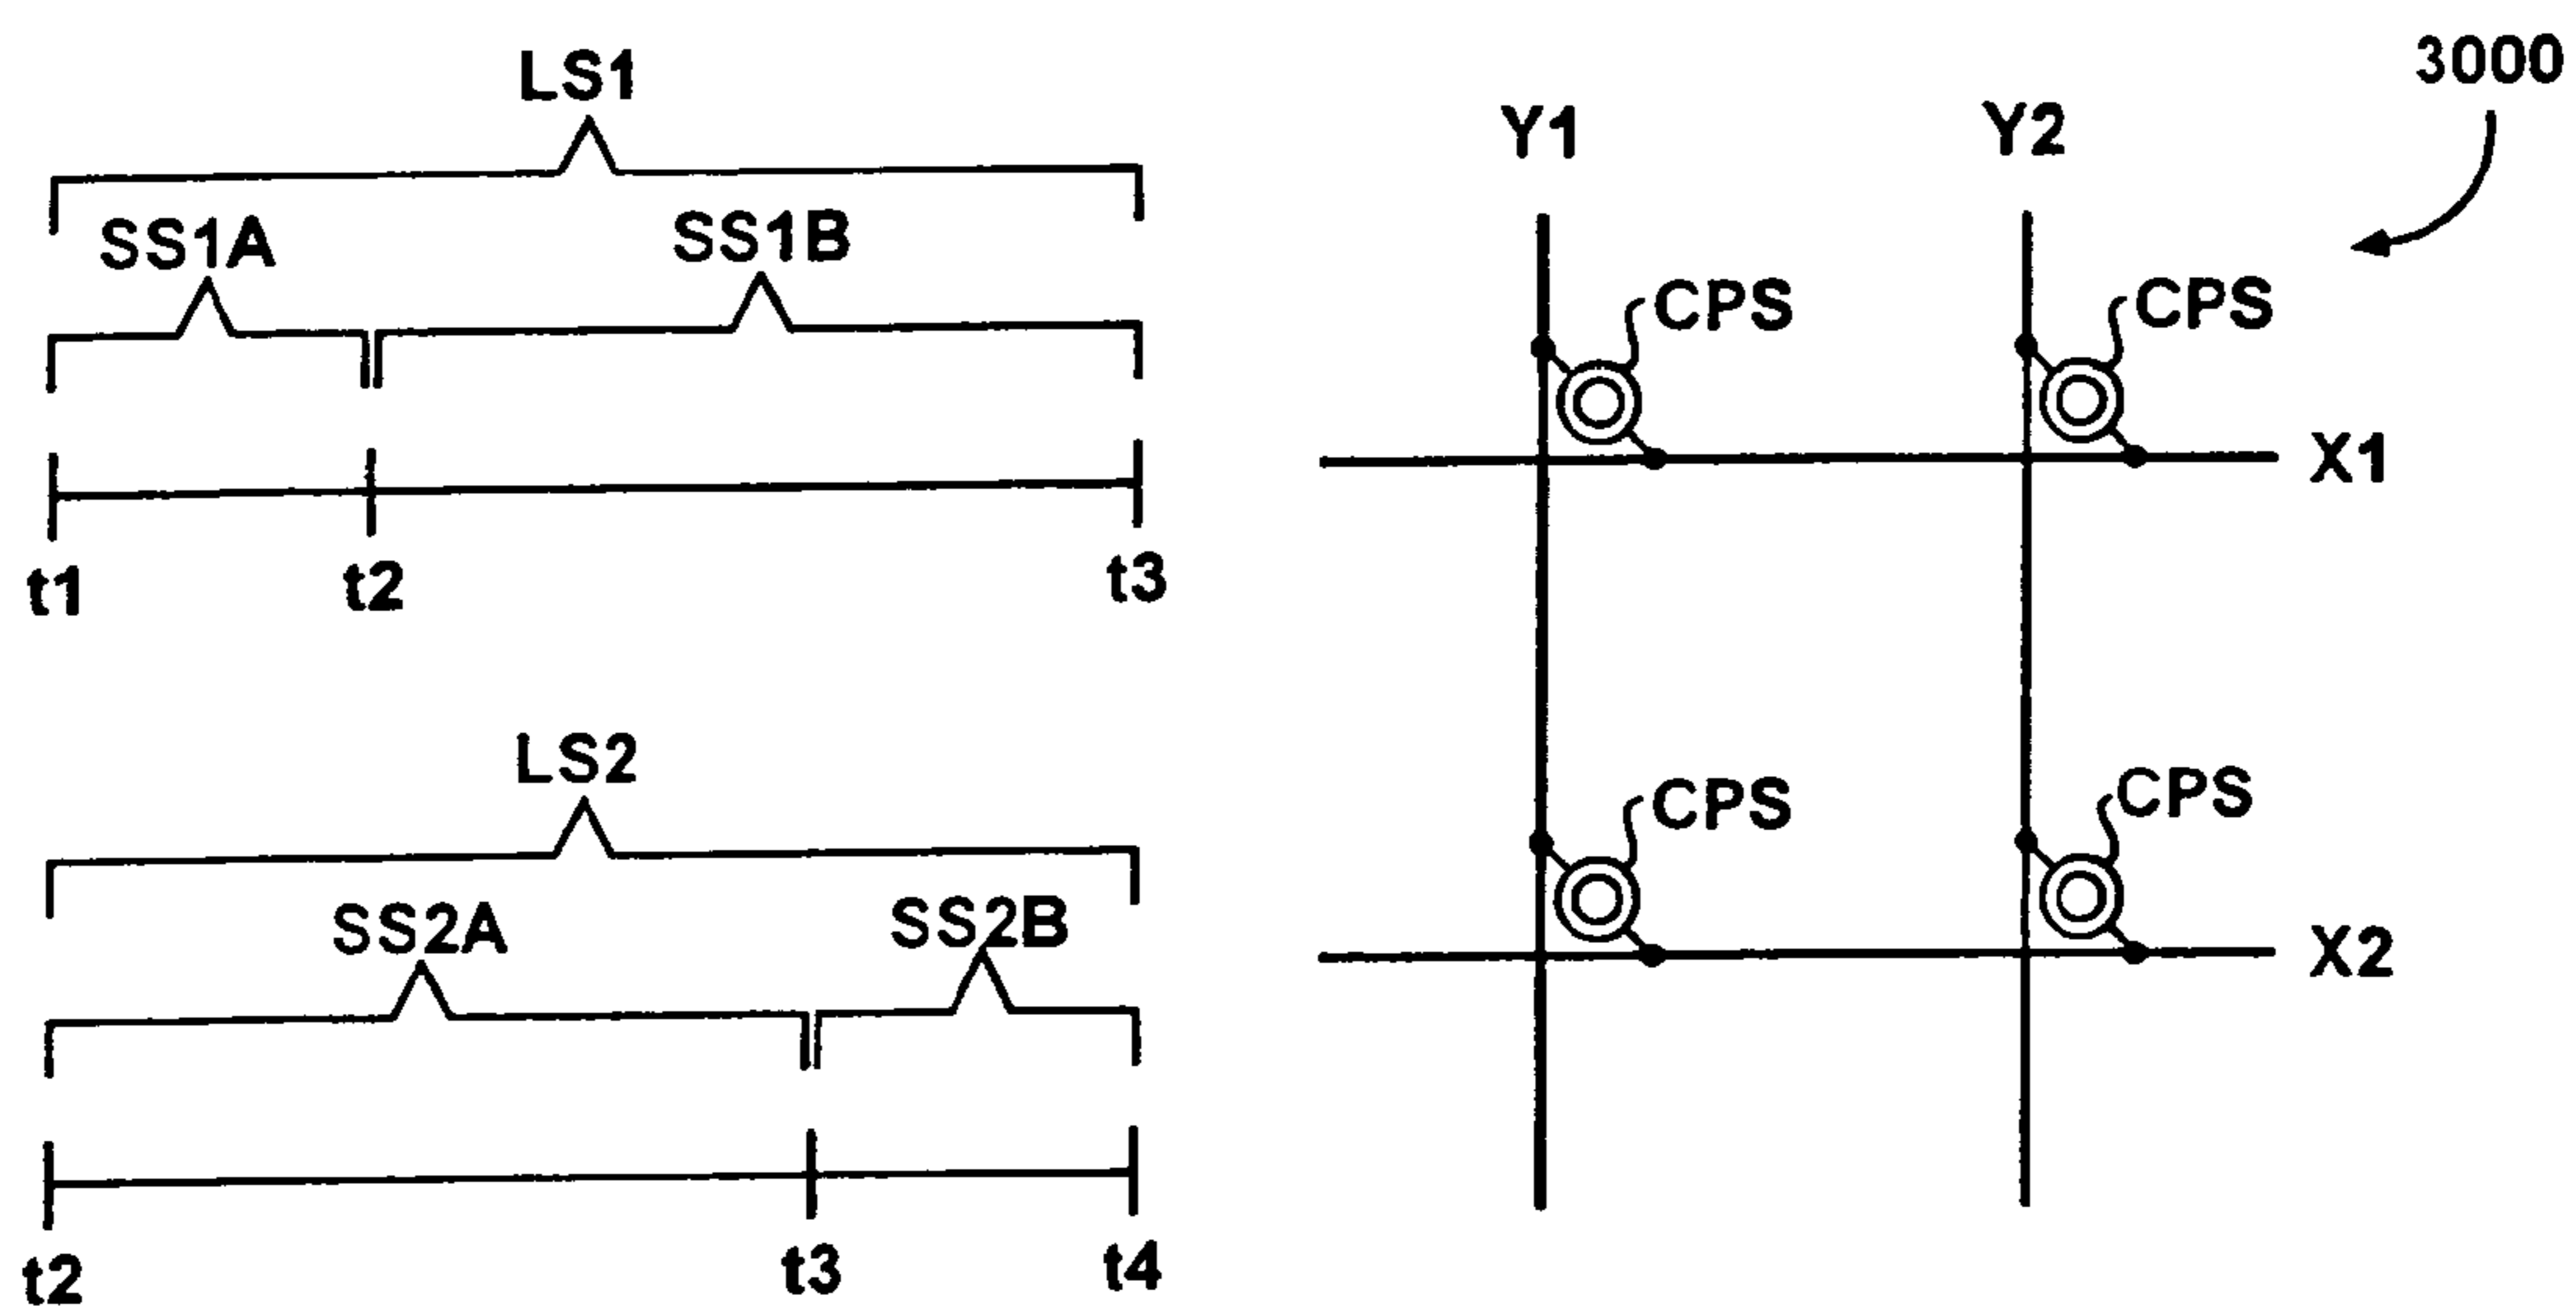 LS1
SS1A SS1B
t1 t2 t3
LS2
SS2A SS2B
t2 t3 t4
3000
Y1 Y2
CPS CPS
X1
CPS CPS
X2